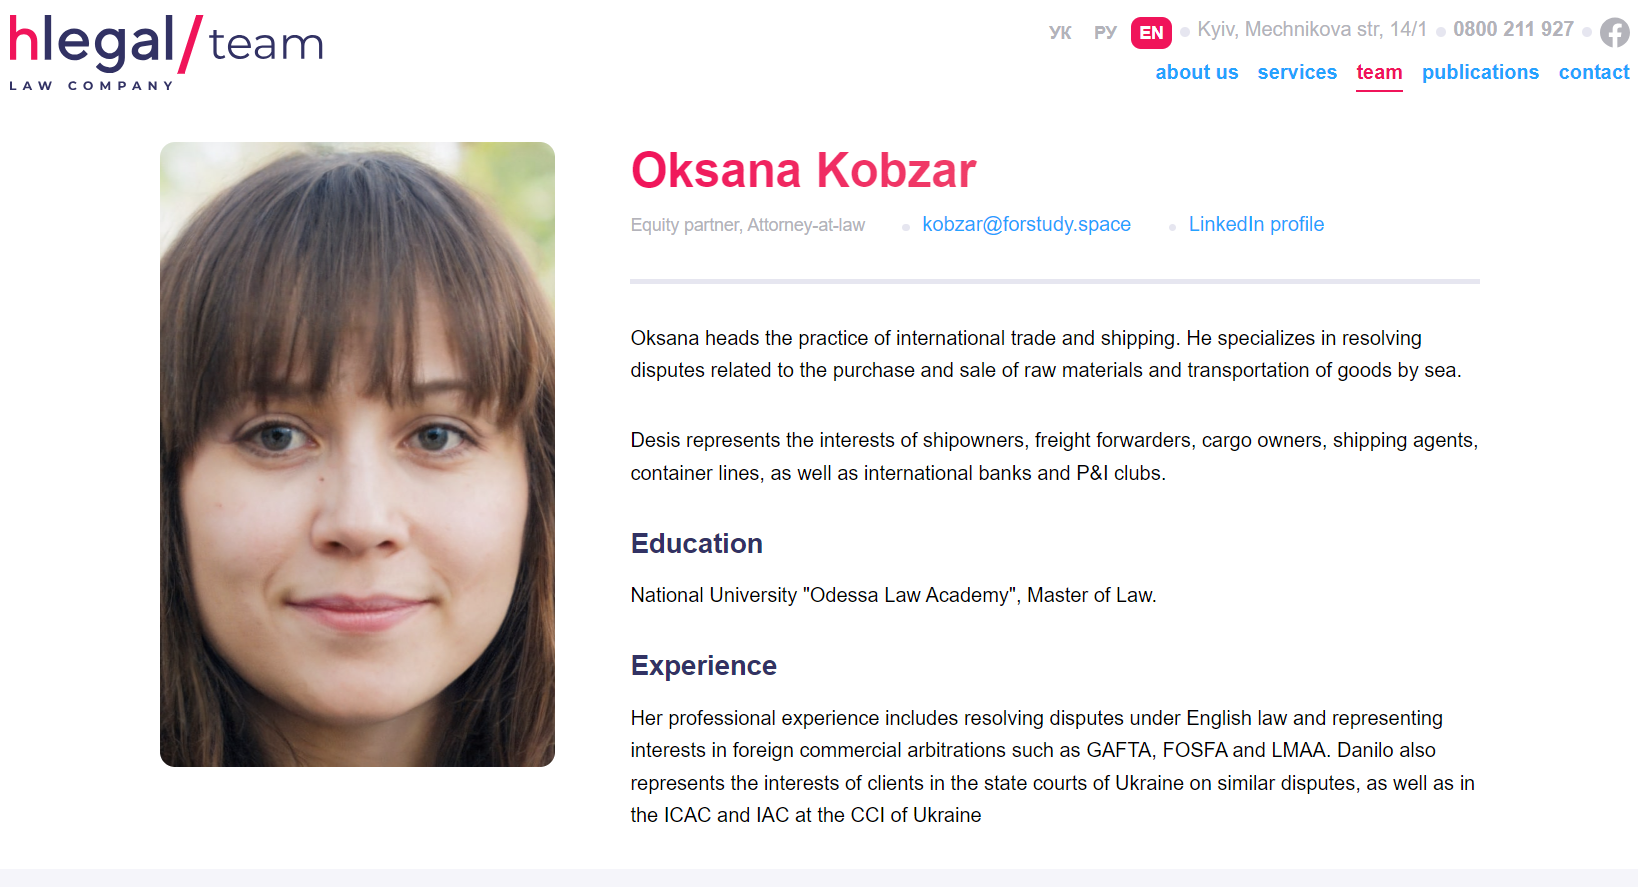 hlegal/team
LAW COMPANY
УК РУ EN Kyiv, Mechnikova str, 14/1 0800 211 927
about us services team publications contact
Oksana Kobzar
Equity partner, Attorney-at-law kobzar@forstudy.space LinkedIn profile
Oksana heads the practice of international trade and shipping. He specializes in resolving
disputes related to the purchase and sale of raw materials and transportation of goods by sea.
Desis represents the interests of shipowners, freight forwarders, cargo owners, shipping agents,
container lines, as well as international banks and P&I clubs.
Education
National University "Odessa Law Academy", Master of Law.
Experience
Her professional experience includes resolving disputes under English law and representing
interests in foreign commercial arbitrations such as GAFTA, FOSFA and LMAA. Danilo also
represents the interests of clients in the state courts of Ukraine on similar disputes, as well as in
the ICAC and IAC at the CCI of Ukraine